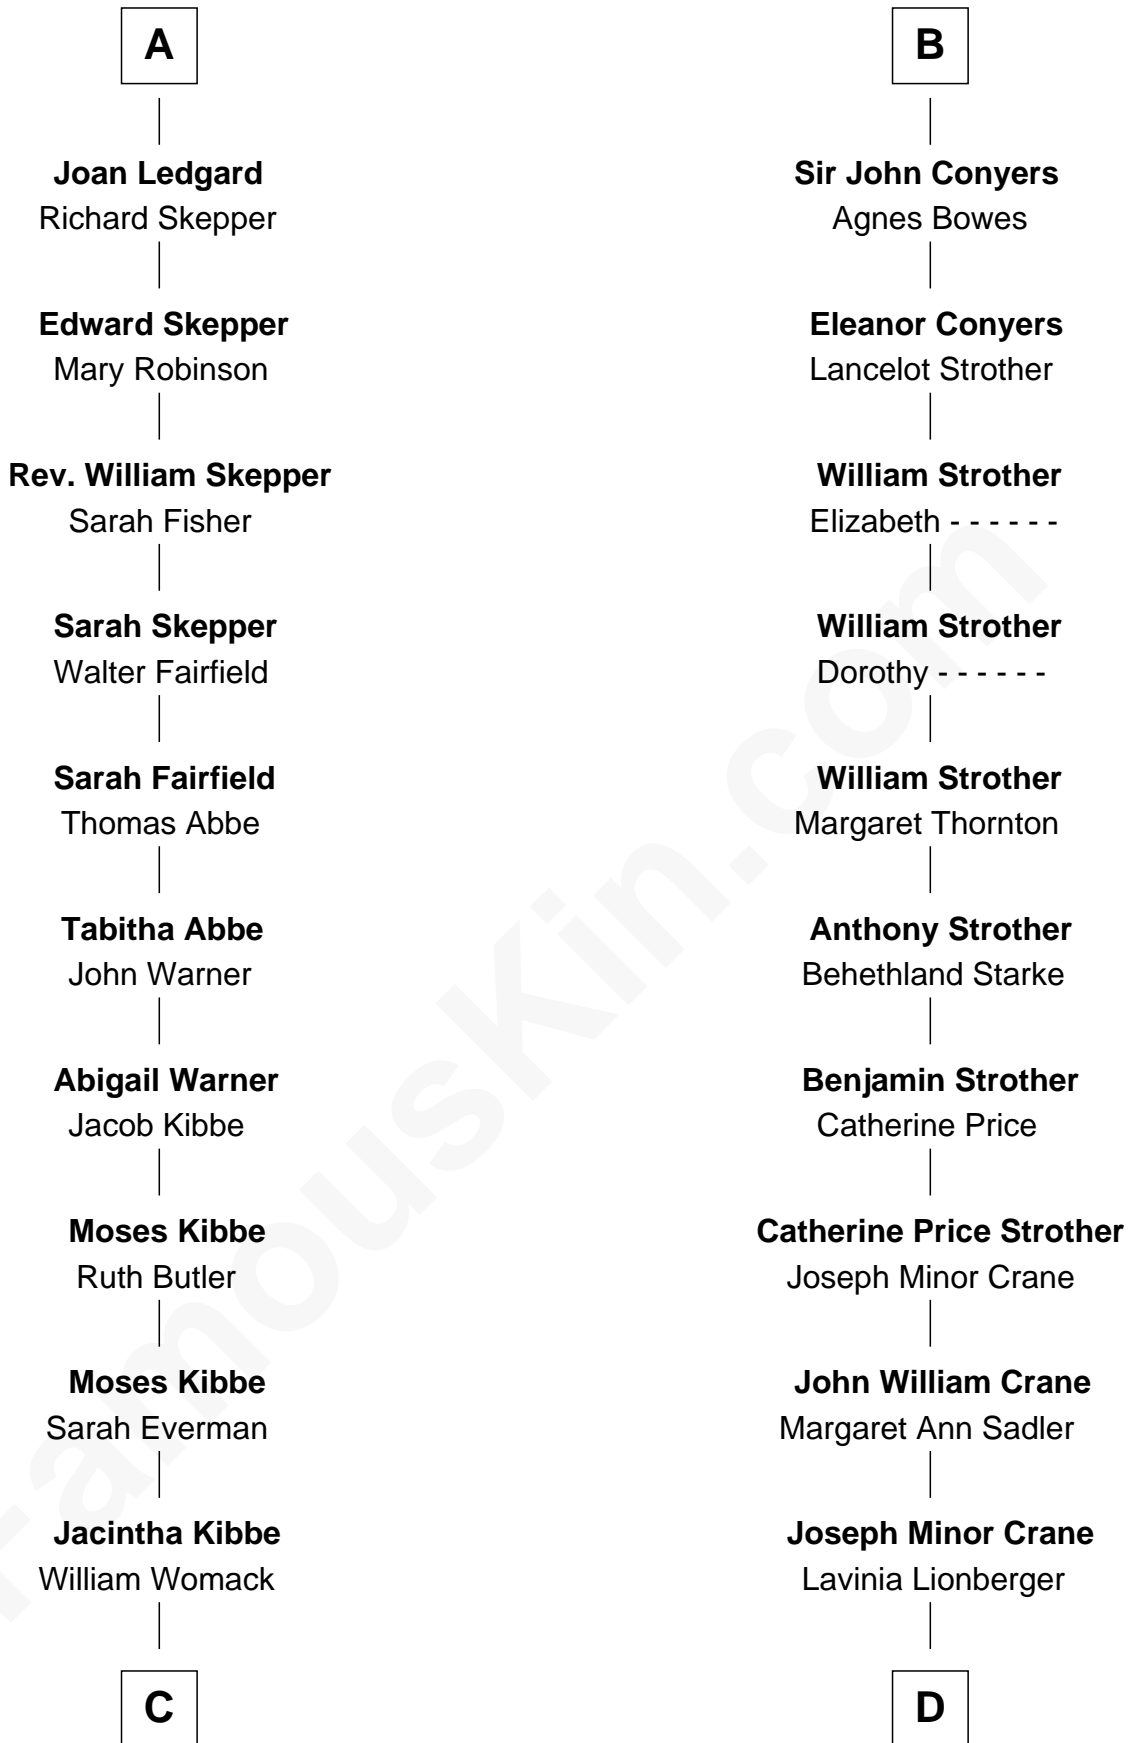 A
Joan Ledgard
Richard Skepper
Edward Skepper
Mary Robinson
Rev. William Skepper
Sarah Fisher
Sarah Skepper
Walter Fairfield
Sarah Fairfield
Thomas Abbe
Tabitha Abbe
John Warner
Abigail Warner
Jacob Kibbe
Moses Kibbe
Ruth Butler
Moses Kibbe
Sarah Everman
Jacintha Kibbe
William Womack
C
B
Sir John Conyers
Agnes Bowes
Eleanor Conyers
Lancelot Strother
William Strother
Elizabeth - - - - - -
William Strother
Dorothy - - - - - -
William Strother
Margaret Thornton
Anthony Strother
Behethland Starke
Benjamin Strother
Catherine Price
Catherine Price Strother
Joseph Minor Crane
John William Crane
Margaret Ann Sadler
Joseph Minor Crane
Lavinia Lionberger
D
FamousKin.com